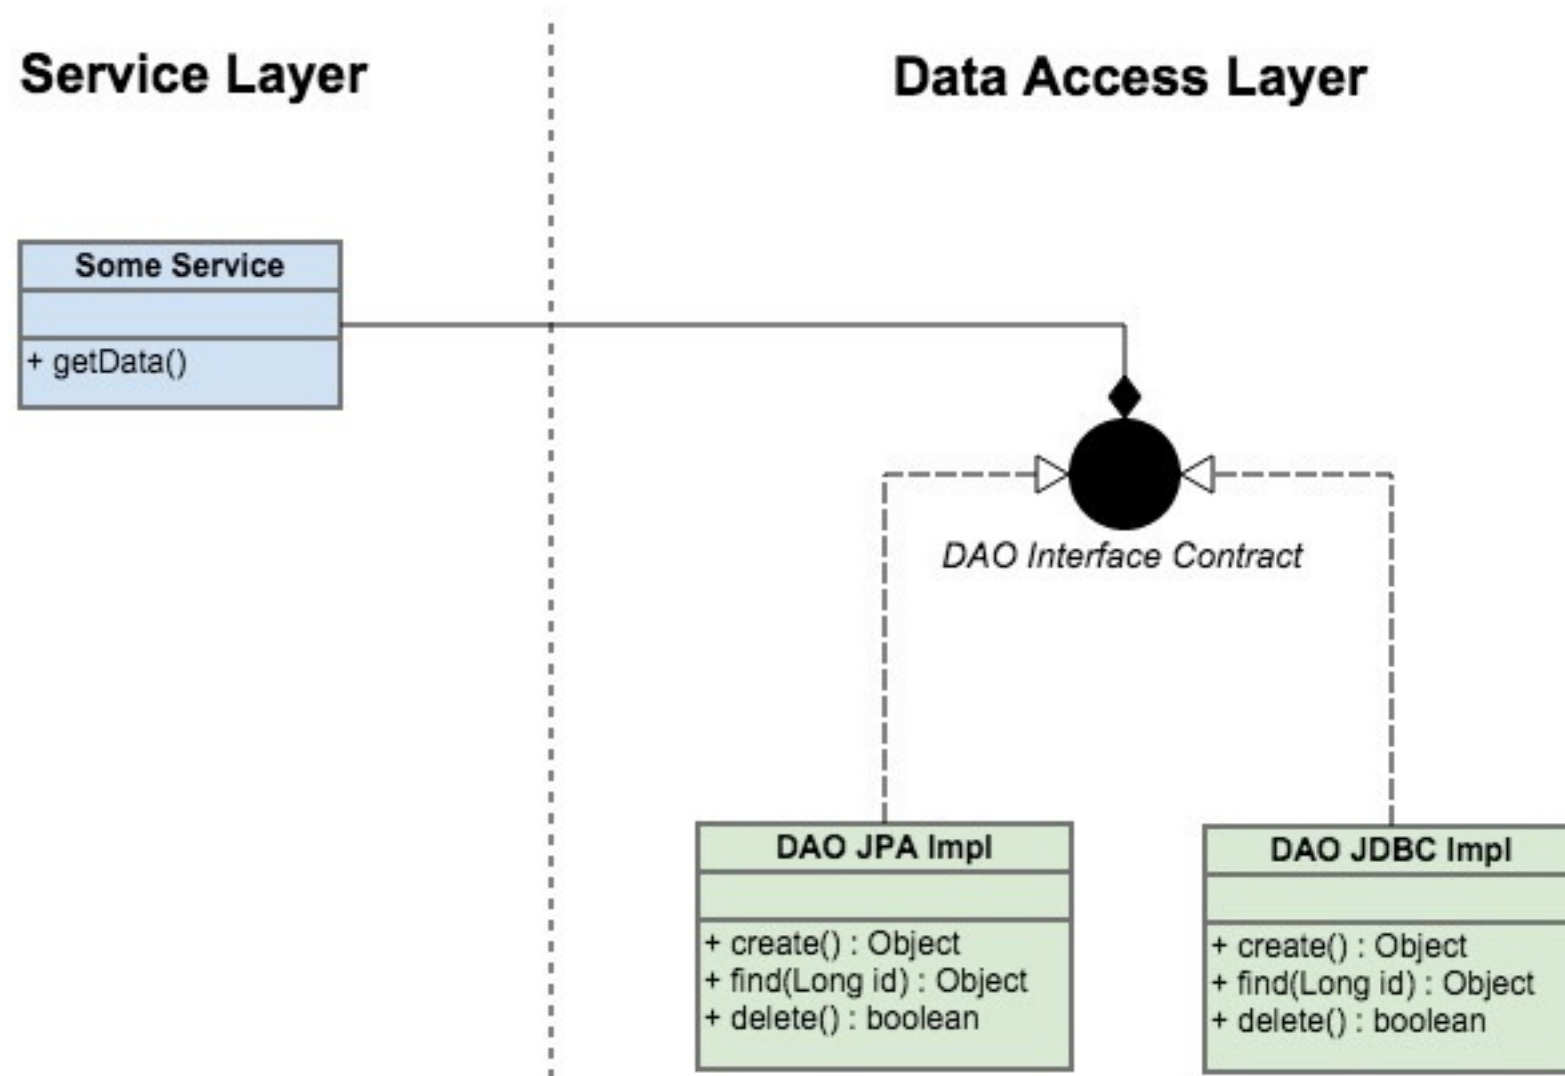 Service Layer
Data Access Layer
Some Service
+ getData()
DAO Interface Contract
DAO JPA Impl
+ create() : Object
+ find(Long id) : Object
+ delete() : boolean
DAO JDBC Impl
+ create() : Object
+ find(Long id) : Object
+ delete() : boolean